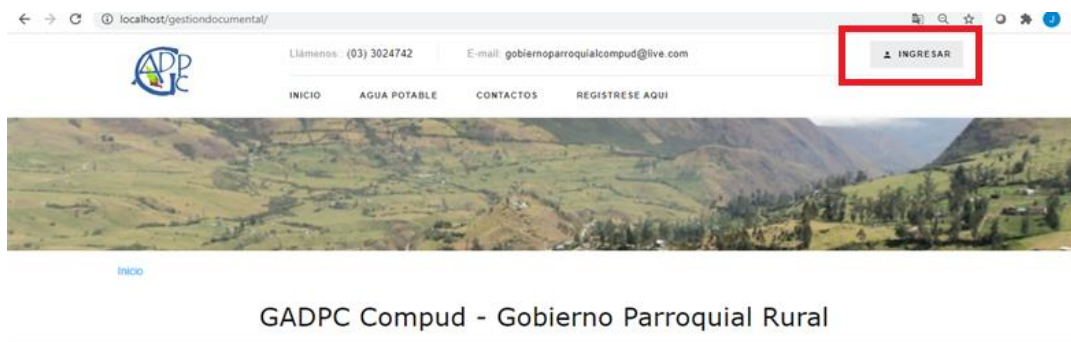 localhost/gestiondocumental/
J
GADPC
Llámenos:: (03) 3024742 E-mail: gobiernoparroquialcompud@live.com
INGRESAR
INICIO AGUA POTABLE CONTACTOS REGISTRESE AQUI
Inicio
GADPC Compud - Gobierno Parroquial Rural